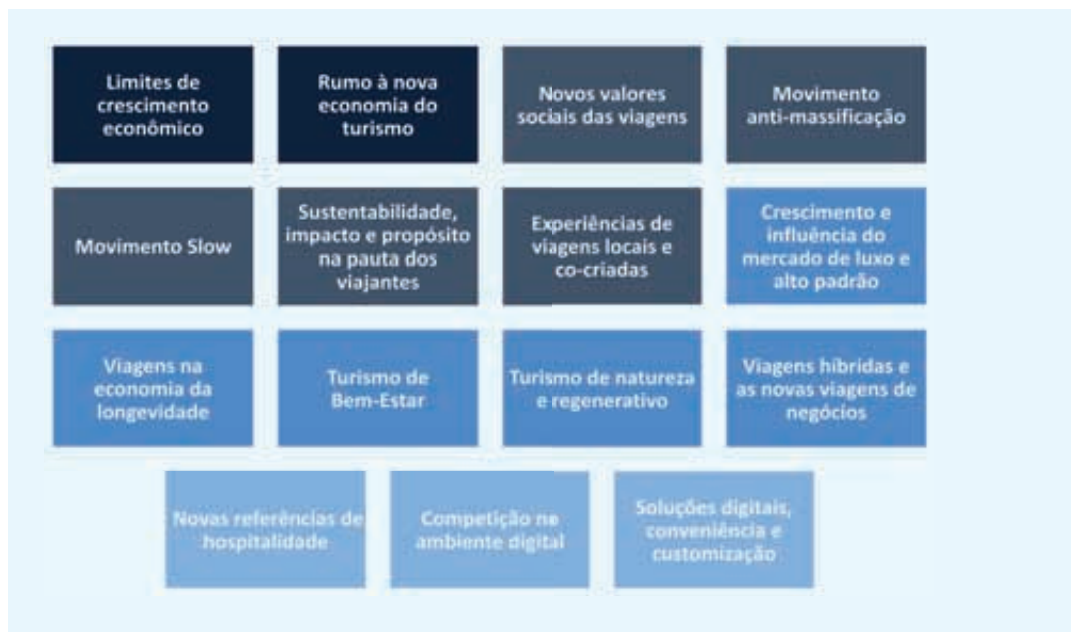 Limites de
crescimento
econômico
Rumo à nova
economia do
turismo
Novos valores
sociais das viagens
Movimento
anti-massificação
Movimento Slow
Sustentabilidade,
impacto e propósito
na pauta dos
viajantes
Experiências de
viagens locais e
co-criadas
Crescimento e
influência do
mercado de luxo e
alto padrão
Viagens na
economia da
longevidade
Turismo de
Bem-Estar
Turismo de natureza
e regenerativo
Viagens híbridas e
as novas viagens de
negócios
Novas referências de
hospitalidade
Competição no
ambiente digital
Soluções digitais,
conveniência e
customização